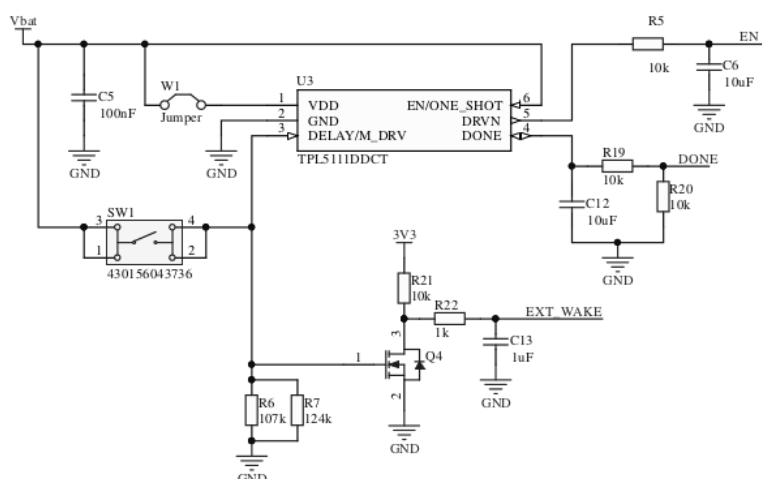 Vbat
R5
EN
10k
C6
10uF
GND
U3
W1
Jumper
C5
100nF
GND
1
2
3
VDD
GND
DELAY/M_DRV
EN/ONE_SHOT
DRVN
DONE
6
5
4
TPL5111DDCT
GND
R19
10k
DONE
R20
10k
C12
10uF
GND
SW1
3
4
1
2
430156043736
3V3
R21
10k
R22
1k
EXT_WAKE
C13
1uF
GND
3
1
Q4
2
GND
R6
107k
R7
124k
GND